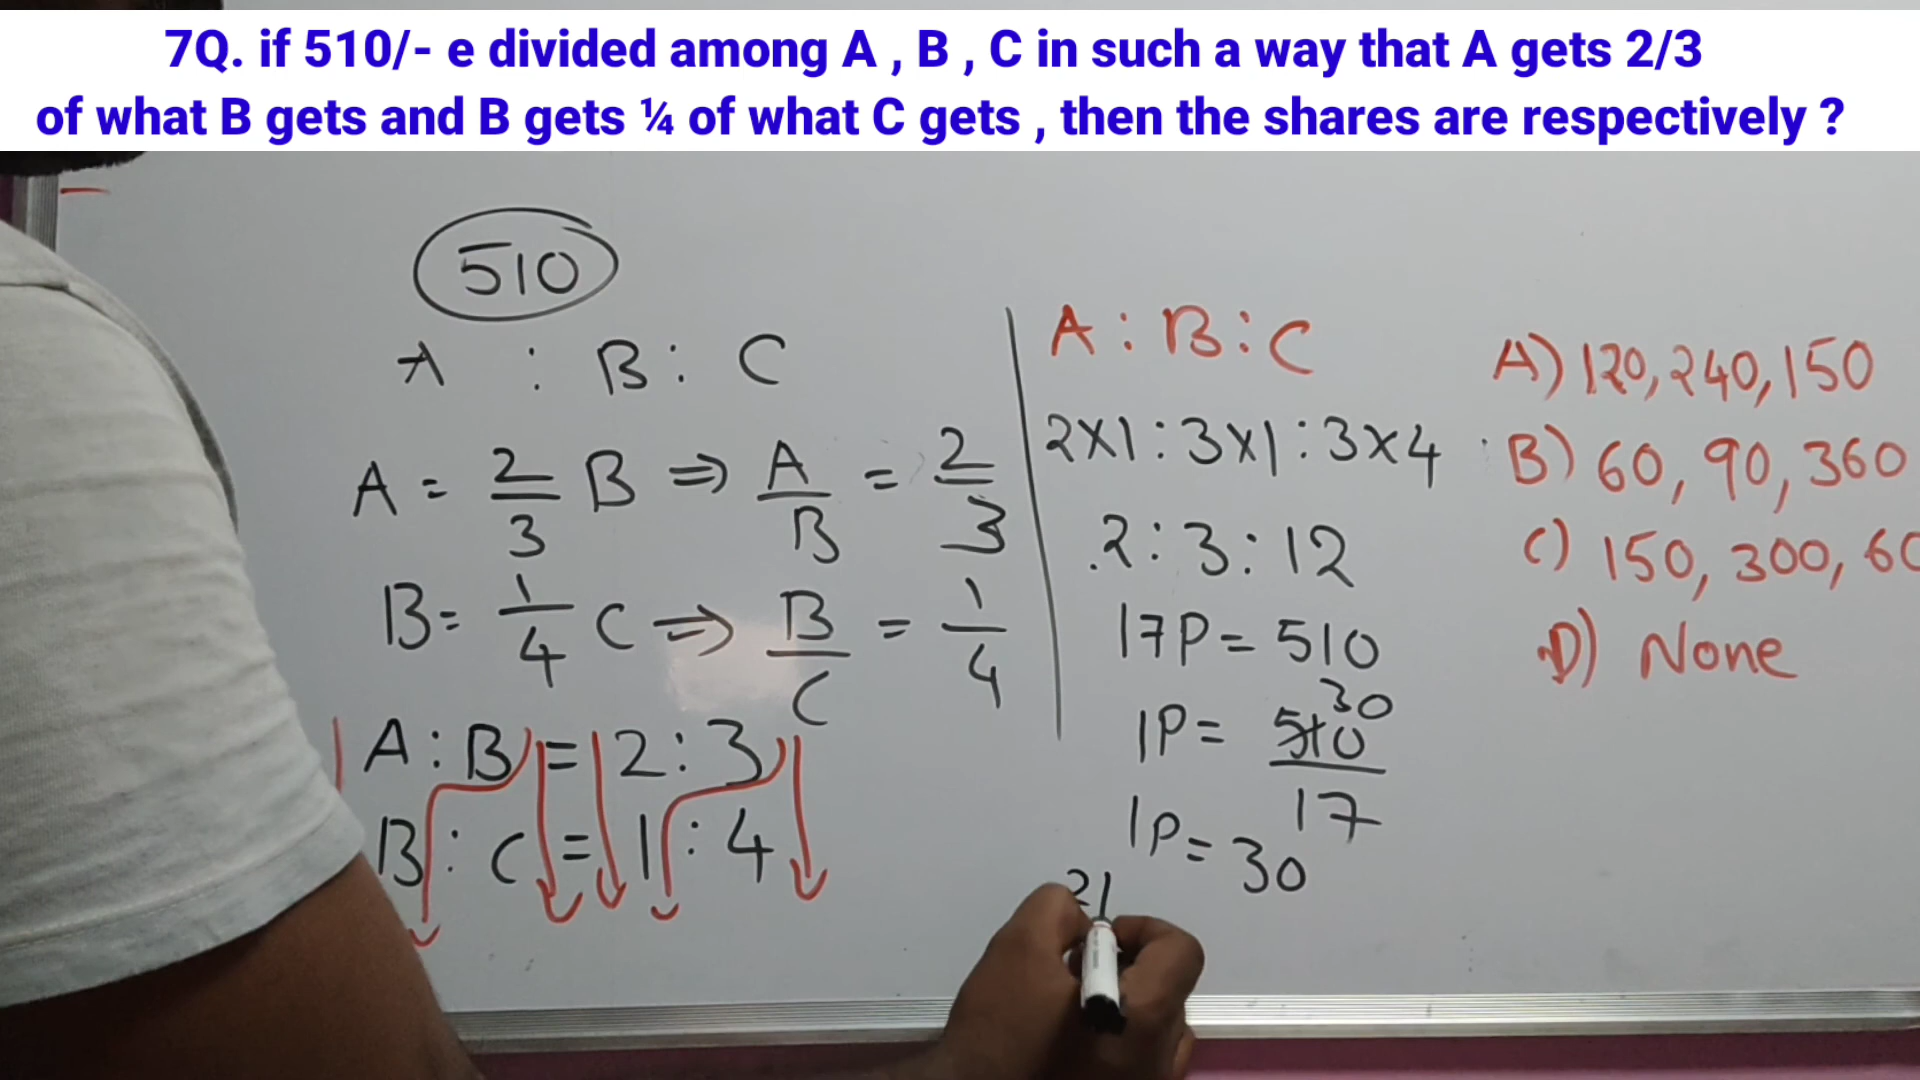 7Q. if 510/- e divided among A , B , C in such a way that A gets 2/3
of what B gets and B gets ¼ of what C gets , then the shares are respectively ?
510
A : B : C
A = 2/3 B ⇒ A/B = 2/3
B = 1/4 C ⇒ B/C = 1/4
A : B = 2 : 3
B : C = 1 : 4
A : B : C
2×1 : 3×1 : 3×4
2 : 3 : 12
17P = 510
30
1P = 510/17
1P = 30
A) 120, 240, 150
B) 60, 90, 360
C) 150, 300, 60
D) None